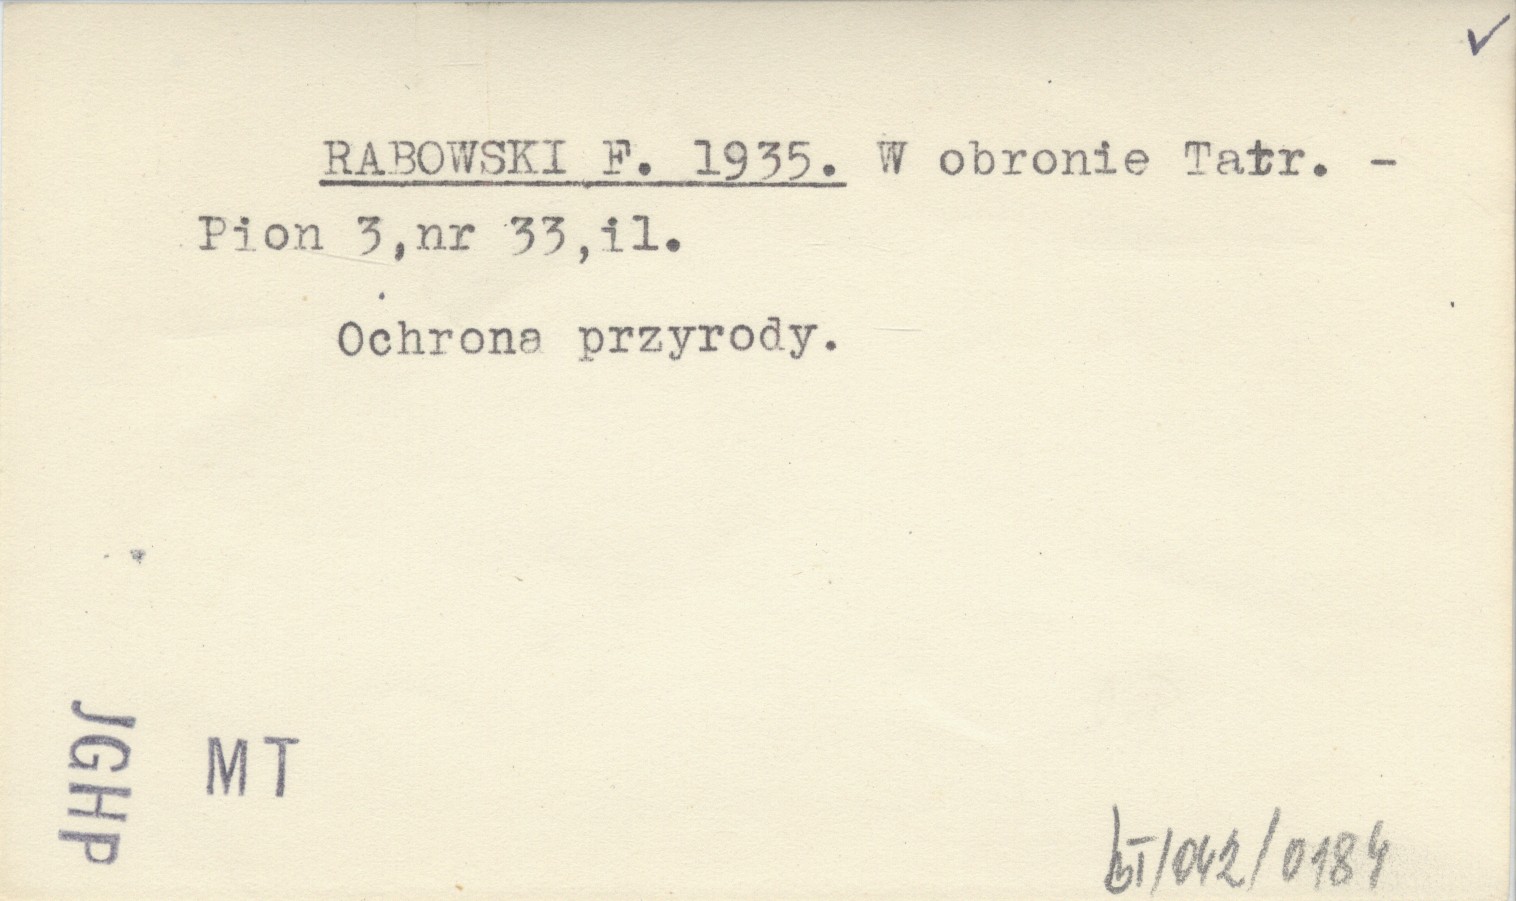 RABOWSKI F. 1935. W obronie Tatr. -
Pion 3,nr 33,il.
Ochrona przyrody.
JGHP
MT
bT/042/0184